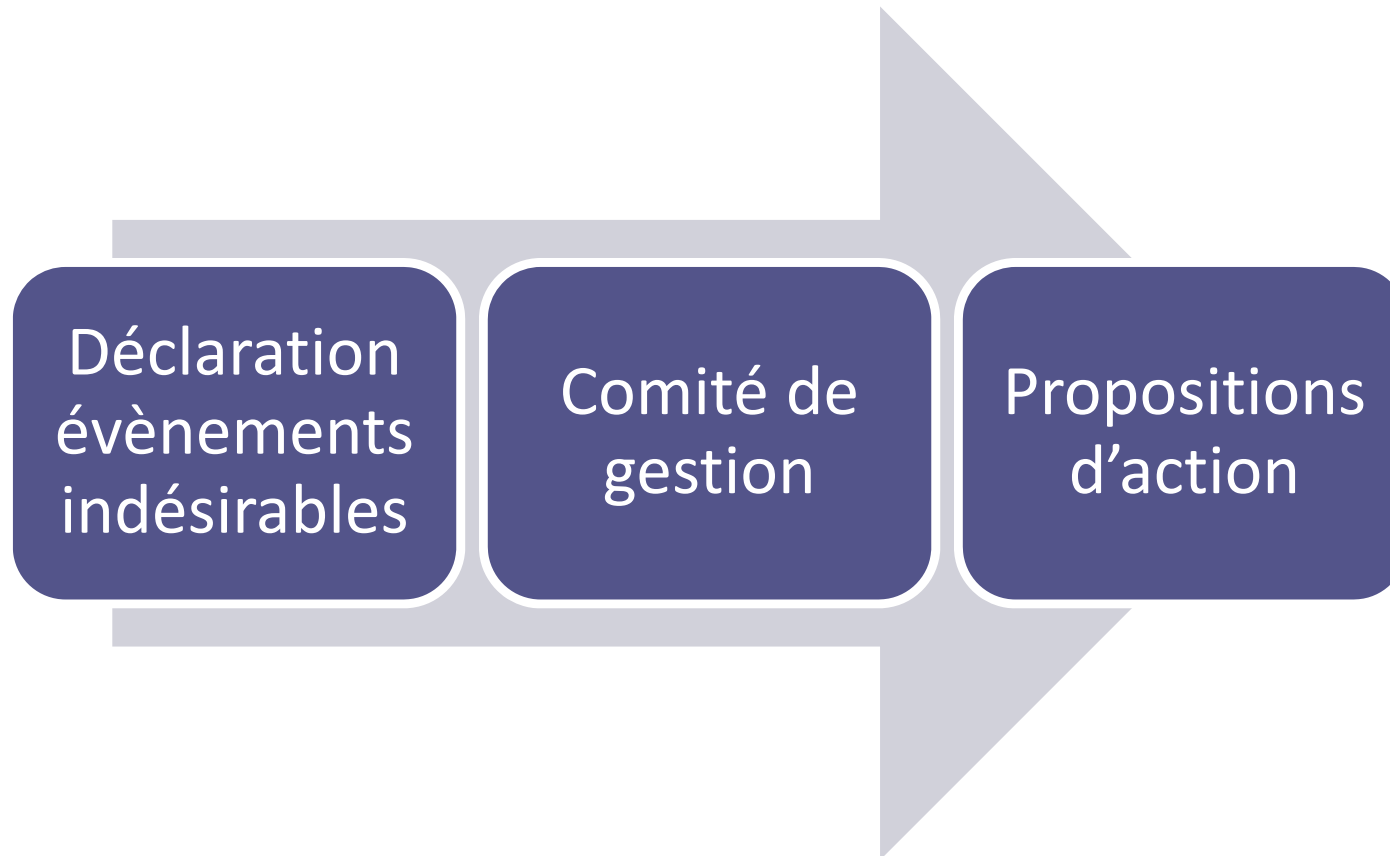 Déclaration
évènements
indésirables
Comité de
gestion
Propositions
d’action